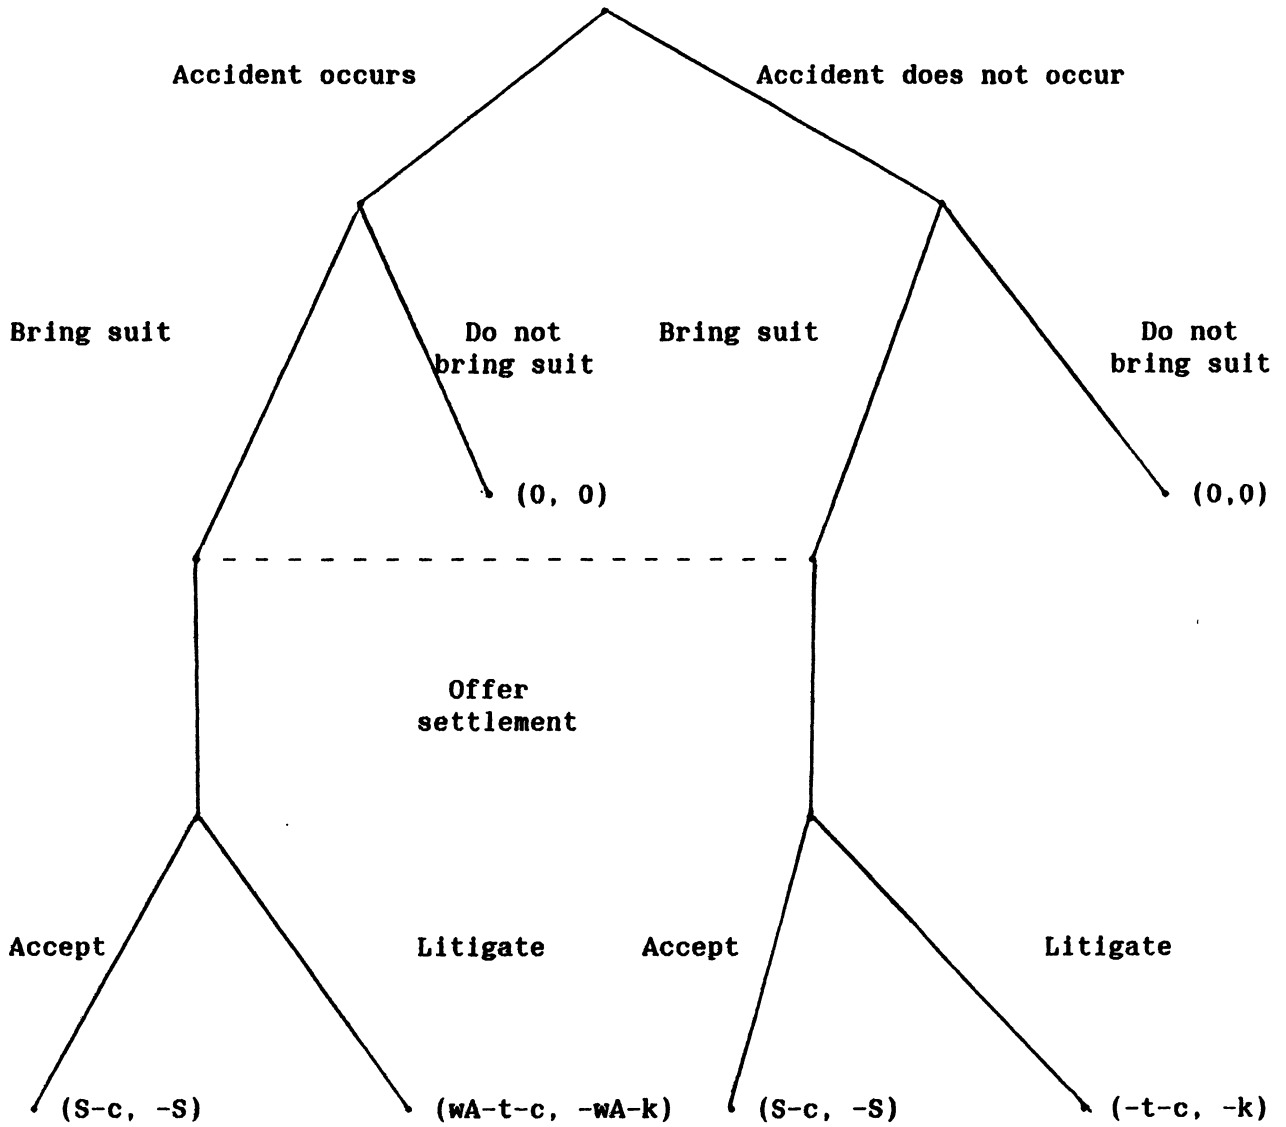 Accident occurs
Accident does not occur
Bring suit
Do not
bring suit
Bring suit
Do not
bring suit
(0, 0)
(0,0)
Offer
settlement
Accept
Litigate
Accept
Litigate
(S-c, -S)
(wA-t-c, -wA-k)
(S-c, -S)
(-t-c, -k)